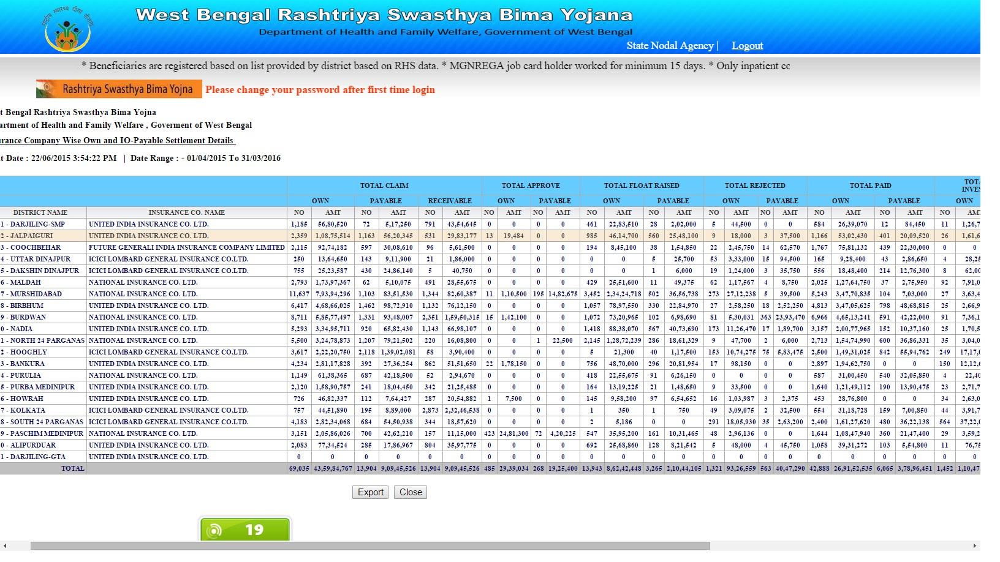 राष्ट्रीय स्वास्थ्य बीमा योजना
West Bengal Rashtriya Swasthya Bima Yojana
Department of Health and Family Welfare, Government of West Bengal
State Nodal Agency | Logout
* Beneficiaries are registered based on list provided by district based on RHS data. * MGNREGA job card holder worked for minimum 15 days. * Only inpatient cc
Rashtriya Swasthya Bima Yojna Please change your password after first time login
t Bengal Rashtriya Swasthya Bima Yojna
artment of Health and Family Welfare , Goverment of West Bengal
urance Company Wise Own and IO-Payable Settlement Details
t Date : 22/06/2015 3:54:22 PM | Date Range : - 01/04/2015 To 31/03/2016
TOTAL CLAIM TOTAL APPROVE TOTAL FLOAT RAISED TOTAL REJECTED TOTAL PAID TOTA INVES
OWN PAYABLE RECEIVABLE OWN PAYABLE OWN PAYABLE OWN PAYABLE OWN PAYABLE OWN
DISTRICT NAME INSURANCE CO. NAME NO AMT NO AMT NO AMT NO AMT NO AMT NO AMT NO AMT NO AMT NO AMT NO AMT NO AMT NO AMT
1 - DARJILING-SMP UNITED INDIA INSURANCE CO. LTD. 1,185 56,80,520 72 5,17,250 791 43,54,645 0 0 0 0 461 22,83,510 28 2,02,000 5 44,500 0 0 584 26,39,070 12 84,450 11 1,26,7
2 - JALPAIGURI UNITED INDIA INSURANCE CO. LTD. 2,359 1,08,75,514 1,163 56,20,345 531 29,83,177 13 19,484 0 0 985 46,14,700 560 25,48,100 9 18,000 3 37,500 1,166 53,02,430 401 20,09,520 26 1,61,6
3 - COOCHBEHAR FUTURE GENERALI INDIA INSURANCE COMPANY LIMITED 2,115 92,74,182 597 30,08,610 96 5,61,500 0 0 0 0 194 8,45,100 38 1,54,850 22 2,45,750 14 62,570 1,767 75,81,132 439 22,30,000 0 0
4 - UTTAR DINAJPUR ICICI LOMBARD GENERAL INSURANCE CO.LTD. 250 13,64,650 143 9,11,900 21 1,86,000 0 0 0 0 0 0 5 25,700 53 3,33,000 15 94,500 165 9,28,400 43 2,86,650 4 28,25
5 - DAKSHIN DINAJPUR ICICI LOMBARD GENERAL INSURANCE CO.LTD. 755 25,23,587 430 24,86,140 5 40,750 0 0 0 0 0 0 1 6,000 19 1,24,000 3 35,750 556 18,48,400 214 12,76,300 8 62,00
6 - MALDAH NATIONAL INSURANCE CO. LTD. 2,793 1,73,97,367 62 5,10,075 491 28,55,675 0 0 0 0 429 25,51,600 11 49,375 62 1,17,567 4 8,750 2,025 1,27,64,750 37 2,75,950 92 7,91,0
7 - MURSHIDABAD NATIONAL INSURANCE CO. LTD. 11,637 7,93,94,296 1,103 83,51,530 1,344 82,60,387 11 1,10,500 195 14,82,675 3,452 2,34,24,718 502 36,56,738 273 27,12,238 5 39,500 5,243 3,47,70,835 104 7,03,000 27 3,63,4
8 - BIRBHUM UNITED INDIA INSURANCE CO. LTD. 6,417 4,68,66,025 1,462 98,72,910 1,132 76,12,150 0 0 0 0 1,057 78,97,550 330 22,84,970 27 2,58,250 18 2,52,250 4,813 3,47,05,625 798 48,68,815 25 2,66,9
9 - BURDWAN NATIONAL INSURANCE CO. LTD. 8,711 5,85,77,497 1,331 93,48,007 2,351 1,59,50,315 15 1,42,100 0 0 1,072 73,20,965 102 6,98,690 81 5,30,031 363 23,93,470 6,966 4,65,13,241 591 42,22,000 91 7,36,1
0 - NADIA UNITED INDIA INSURANCE CO. LTD. 5,293 3,34,95,711 920 65,82,430 1,143 66,98,107 0 0 0 0 1,418 88,38,070 567 40,73,690 173 11,26,470 17 1,89,700 3,157 2,00,77,965 152 10,37,160 25 1,70,5
1 - NORTH 24 PARGANAS NATIONAL INSURANCE CO. LTD. 5,500 3,24,78,873 1,207 79,21,502 220 16,08,800 0 0 1 22,500 2,145 1,28,72,239 286 18,61,329 9 47,700 2 6,000 2,713 1,54,74,990 600 36,86,331 35 3,04,0
2 - HOOGHLY ICICI LOMBARD GENERAL INSURANCE CO.LTD. 3,617 2,22,20,750 2,118 1,39,02,081 58 3,90,400 0 0 0 0 5 21,300 40 1,17,500 153 10,74,275 75 5,83,475 2,500 1,49,31,025 842 55,94,762 249 17,17,0
3 - BANKURA UNITED INDIA INSURANCE CO. LTD. 4,234 2,81,17,828 392 27,36,254 862 51,51,650 22 1,78,150 0 0 756 48,70,000 296 20,81,954 17 98,150 0 0 2,897 1,94,62,750 0 0 150 12,12,6
4 - PURULIA NATIONAL INSURANCE CO. LTD. 1,149 61,38,365 687 42,18,500 52 2,94,670 0 0 0 0 418 22,55,675 91 6,26,150 0 0 0 0 587 31,00,450 540 32,05,850 4 22,40
5 - PURBA MEDINIPUR UNITED INDIA INSURANCE CO. LTD. 2,120 1,58,90,757 241 18,04,450 342 21,25,485 0 0 0 0 164 13,19,225 21 1,48,650 9 33,500 0 0 1,640 1,21,49,112 190 13,90,475 23 2,71,7
6 - HOWRAH UNITED INDIA INSURANCE CO. LTD. 726 46,82,337 112 7,64,427 287 20,54,882 1 7,500 0 0 145 9,58,200 97 6,54,652 16 1,03,987 3 2,375 453 28,76,800 0 0 34 2,63,0
7 - KOLKATA ICICI LOMBARD GENERAL INSURANCE CO.LTD. 757 44,51,890 195 8,89,000 2,873 2,32,46,538 0 0 0 0 1 350 1 750 49 3,09,075 2 32,500 554 31,18,728 159 7,00,850 44 3,91,7
8 - SOUTH 24 PARGANAS ICICI LOMBARD GENERAL INSURANCE CO.LTD. 4,183 2,82,34,068 684 54,50,938 344 18,57,620 0 0 0 0 2 5,186 0 0 291 18,05,930 35 2,63,200 2,400 1,61,27,620 480 36,22,138 564 37,22,0
9 - PASCHIM MEDINIPUR NATIONAL INSURANCE CO. LTD. 3,151 2,05,86,026 700 42,62,210 157 11,15,000 423 24,81,300 72 4,20,225 547 35,95,200 161 10,31,465 48 2,96,136 0 0 1,644 1,08,47,940 360 21,47,400 29 3,59,2
0 - ALIPURDUAR UNITED INDIA INSURANCE CO. LTD. 2,083 77,34,524 285 17,86,967 804 35,97,775 0 0 0 0 692 25,68,860 128 8,21,542 5 48,000 4 45,750 1,058 39,31,272 103 5,54,800 11 76,75
1 - DARJILING-GTA UNITED INDIA INSURANCE CO. LTD. 0 0 0 0 0 0 0 0 0 0 0 0 0 0 0 0 0 0 0 0 0 0 0 0
TOTAL 69,035 43,59,84,767 13,904 9,09,45,526 13,904 9,09,45,526 485 29,39,034 268 19,25,400 13,943 8,62,42,448 3,265 2,10,44,105 1,321 93,26,559 563 40,47,290 42,888 26,91,52,535 6,065 3,78,96,451 1,452 1,10,47
Export Close
19